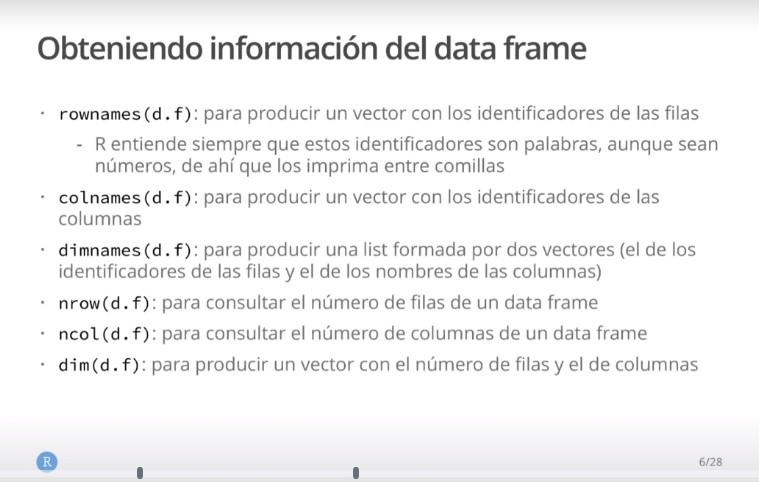 Obteniendo información del data frame
· rownames(d.f): para producir un vector con los identificadores de las filas
- R entiende siempre que estos identificadores son palabras, aunque sean
números, de ahí que los imprima entre comillas
· colnames(d.f): para producir un vector con los identificadores de las
columnas
· dimnames(d.f): para producir una list formada por dos vectores (el de los
identificadores de las filas y el de los nombres de las columnas)
· nrow(d.f): para consultar el número de filas de un data frame
· ncol(d.f): para consultar el número de columnas de un data frame
· dim(d.f): para producir un vector con el número de filas y el de columnas
R
6/28